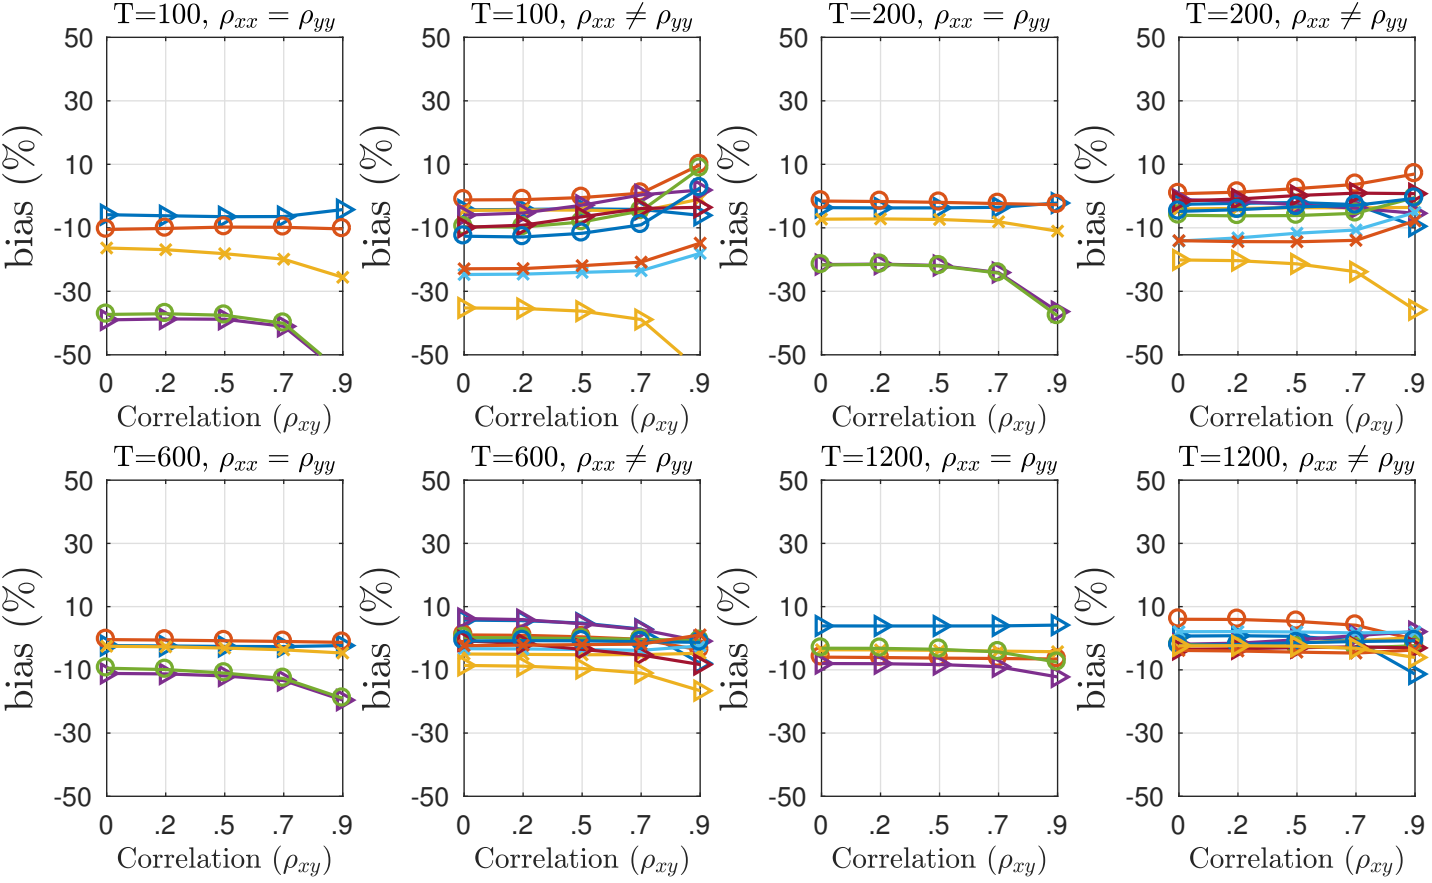 T=100, ρxx = ρyy
bias (%)
50
30
10
-10
-30
-50
0 .2 .5 .7 .9
Correlation (ρxy)
T=100, ρxx ≠ ρyy
bias (%)
50
30
10
-10
-30
-50
0 .2 .5 .7 .9
Correlation (ρxy)
T=200, ρxx = ρyy
bias (%)
50
30
10
-10
-30
-50
0 .2 .5 .7 .9
Correlation (ρxy)
T=200, ρxx ≠ ρyy
bias (%)
50
30
10
-10
-30
-50
0 .2 .5 .7 .9
Correlation (ρxy)
T=600, ρxx = ρyy
bias (%)
50
30
10
-10
-30
-50
0 .2 .5 .7 .9
Correlation (ρxy)
T=600, ρxx ≠ ρyy
bias (%)
50
30
10
-10
-30
-50
0 .2 .5 .7 .9
Correlation (ρxy)
T=1200, ρxx = ρyy
bias (%)
50
30
10
-10
-30
-50
0 .2 .5 .7 .9
Correlation (ρxy)
T=1200, ρxx ≠ ρyy
bias (%)
50
30
10
-10
-30
-50
0 .2 .5 .7 .9
Correlation (ρxy)